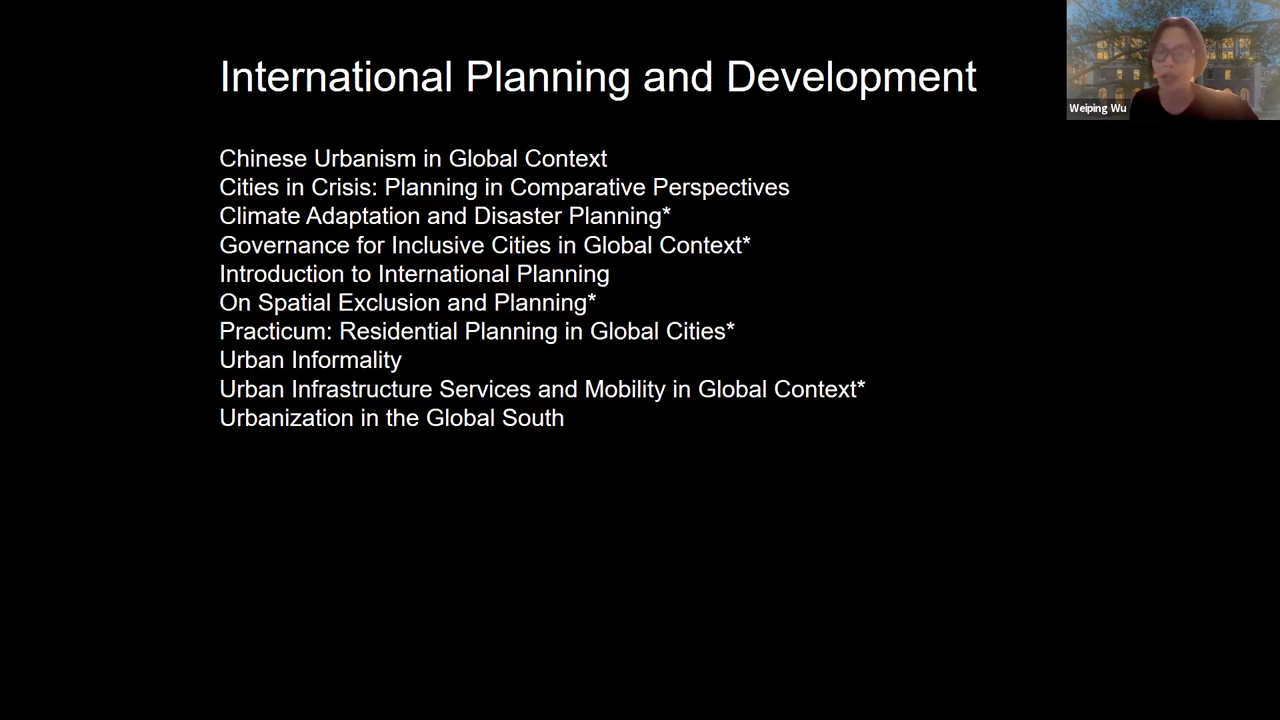 International Planning and Development
Weiping Wu
Chinese Urbanism in Global Context
Cities in Crisis: Planning in Comparative Perspectives
Climate Adaptation and Disaster Planning*
Governance for Inclusive Cities in Global Context*
Introduction to International Planning
On Spatial Exclusion and Planning*
Practicum: Residential Planning in Global Cities*
Urban Informality
Urban Infrastructure Services and Mobility in Global Context*
Urbanization in the Global South